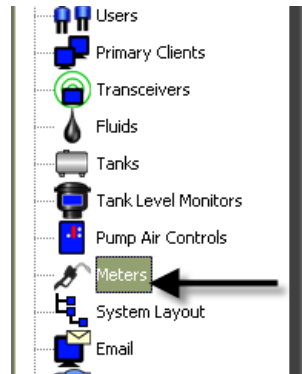 Users
Primary Clients
Transceivers
Fluids
Tanks
Tank Level Monitors
Pump Air Controls
Meters
System Layout
Email